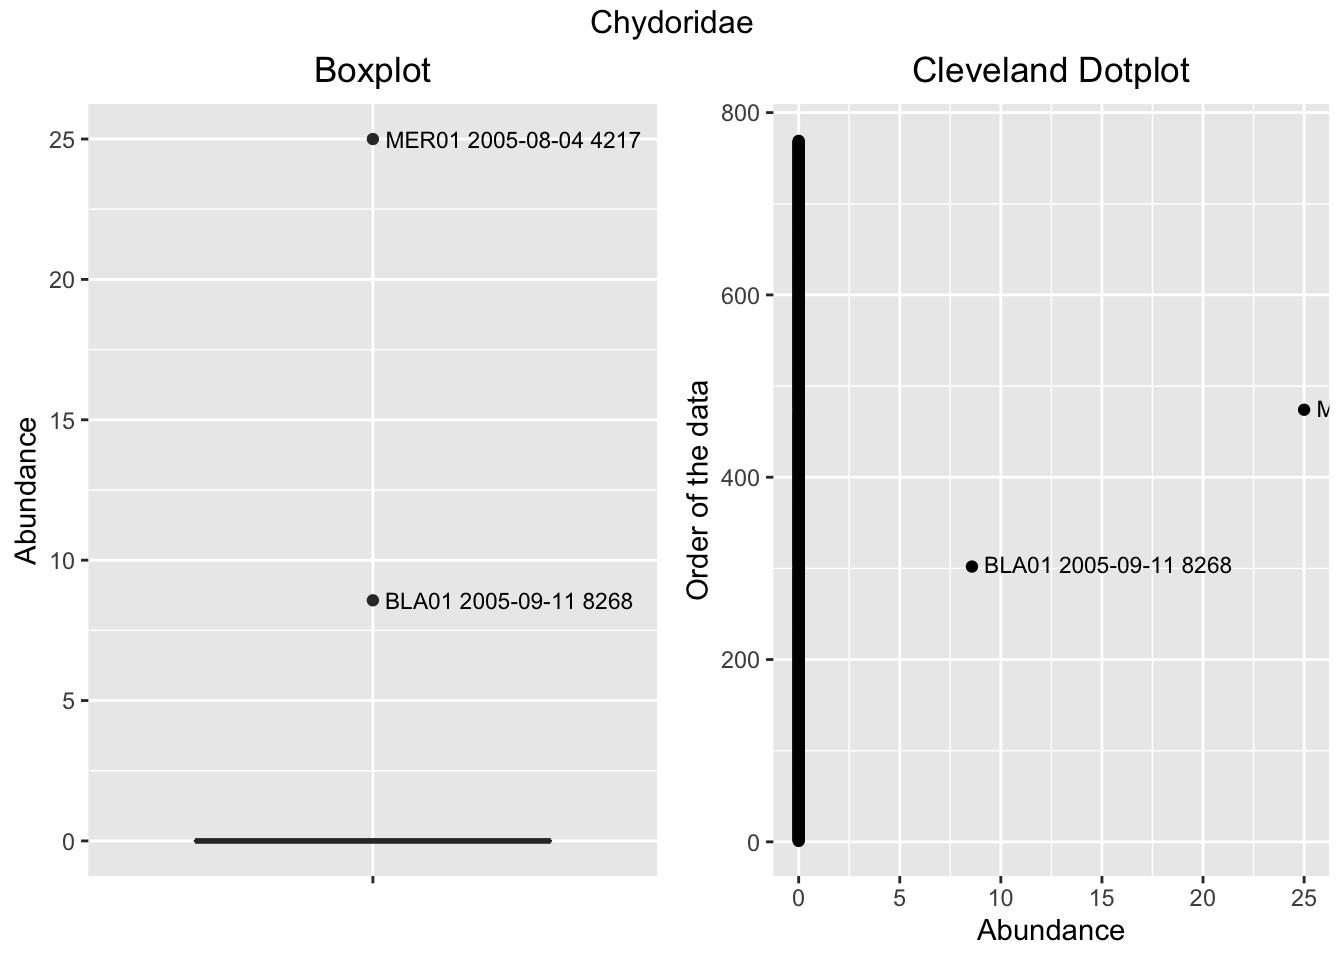 Chydoridae
Boxplot
25
20
15
10
5
0
Abundance
MER01 2005-08-04 4217
BLA01 2005-09-11 8268
Cleveland Dotplot
800
600
400
200
0
Order of the data
M
BLA01 2005-09-11 8268
0 5 10 15 20 25
Abundance